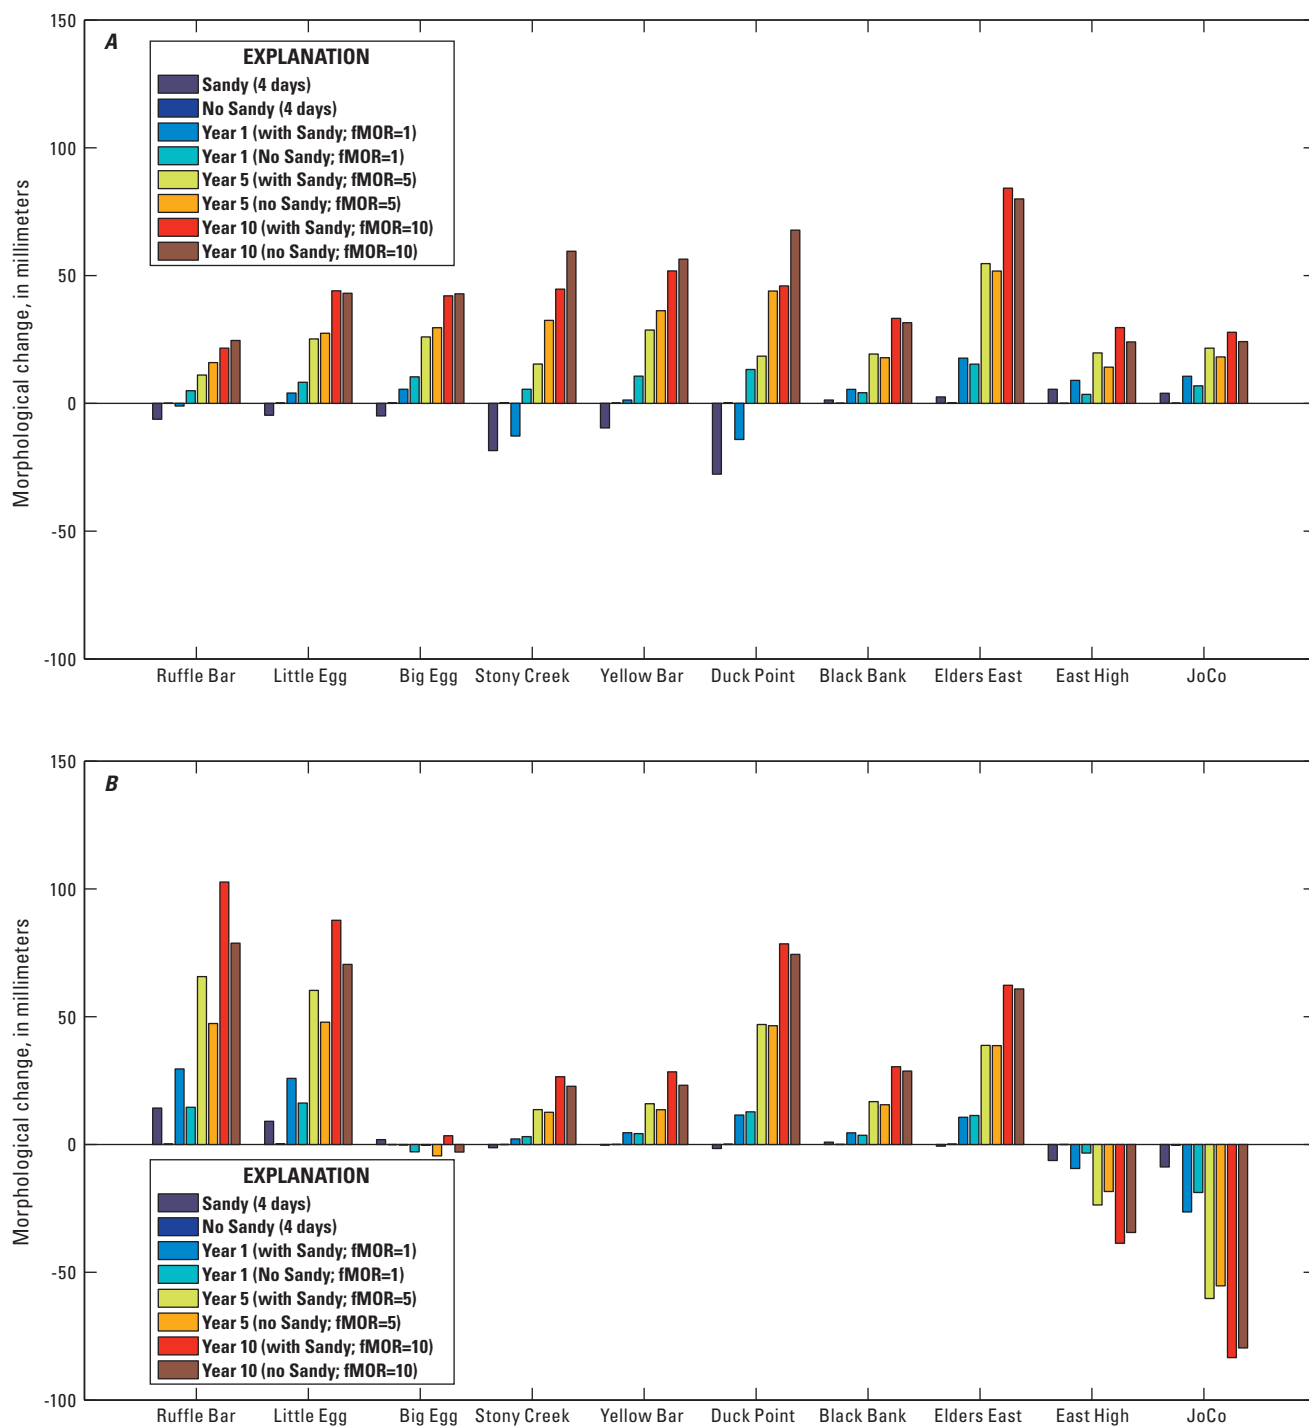 150
A
EXPLANATION
Sandy (4 days)
No Sandy (4 days)
Year 1 (with Sandy; fMOR=1)
Year 1 (No Sandy; fMOR=1)
Year 5 (with Sandy; fMOR=5)
Year 5 (no Sandy; fMOR=5)
Year 10 (with Sandy; fMOR=10)
Year 10 (no Sandy; fMOR=10)
100
50
0
-50
-100
Morphological change, in millimeters
Ruffle Bar Little Egg Big Egg Stony Creek Yellow Bar Duck Point Black Bank Elders East East High JoCo
150
B
100
50
0
-50
-100
Morphological change, in millimeters
EXPLANATION
Sandy (4 days)
No Sandy (4 days)
Year 1 (with Sandy; fMOR=1)
Year 1 (No Sandy; fMOR=1)
Year 5 (with Sandy; fMOR=5)
Year 5 (no Sandy; fMOR=5)
Year 10 (with Sandy; fMOR=10)
Year 10 (no Sandy; fMOR=10)
Ruffle Bar Little Egg Big Egg Stony Creek Yellow Bar Duck Point Black Bank Elders East East High JoCo